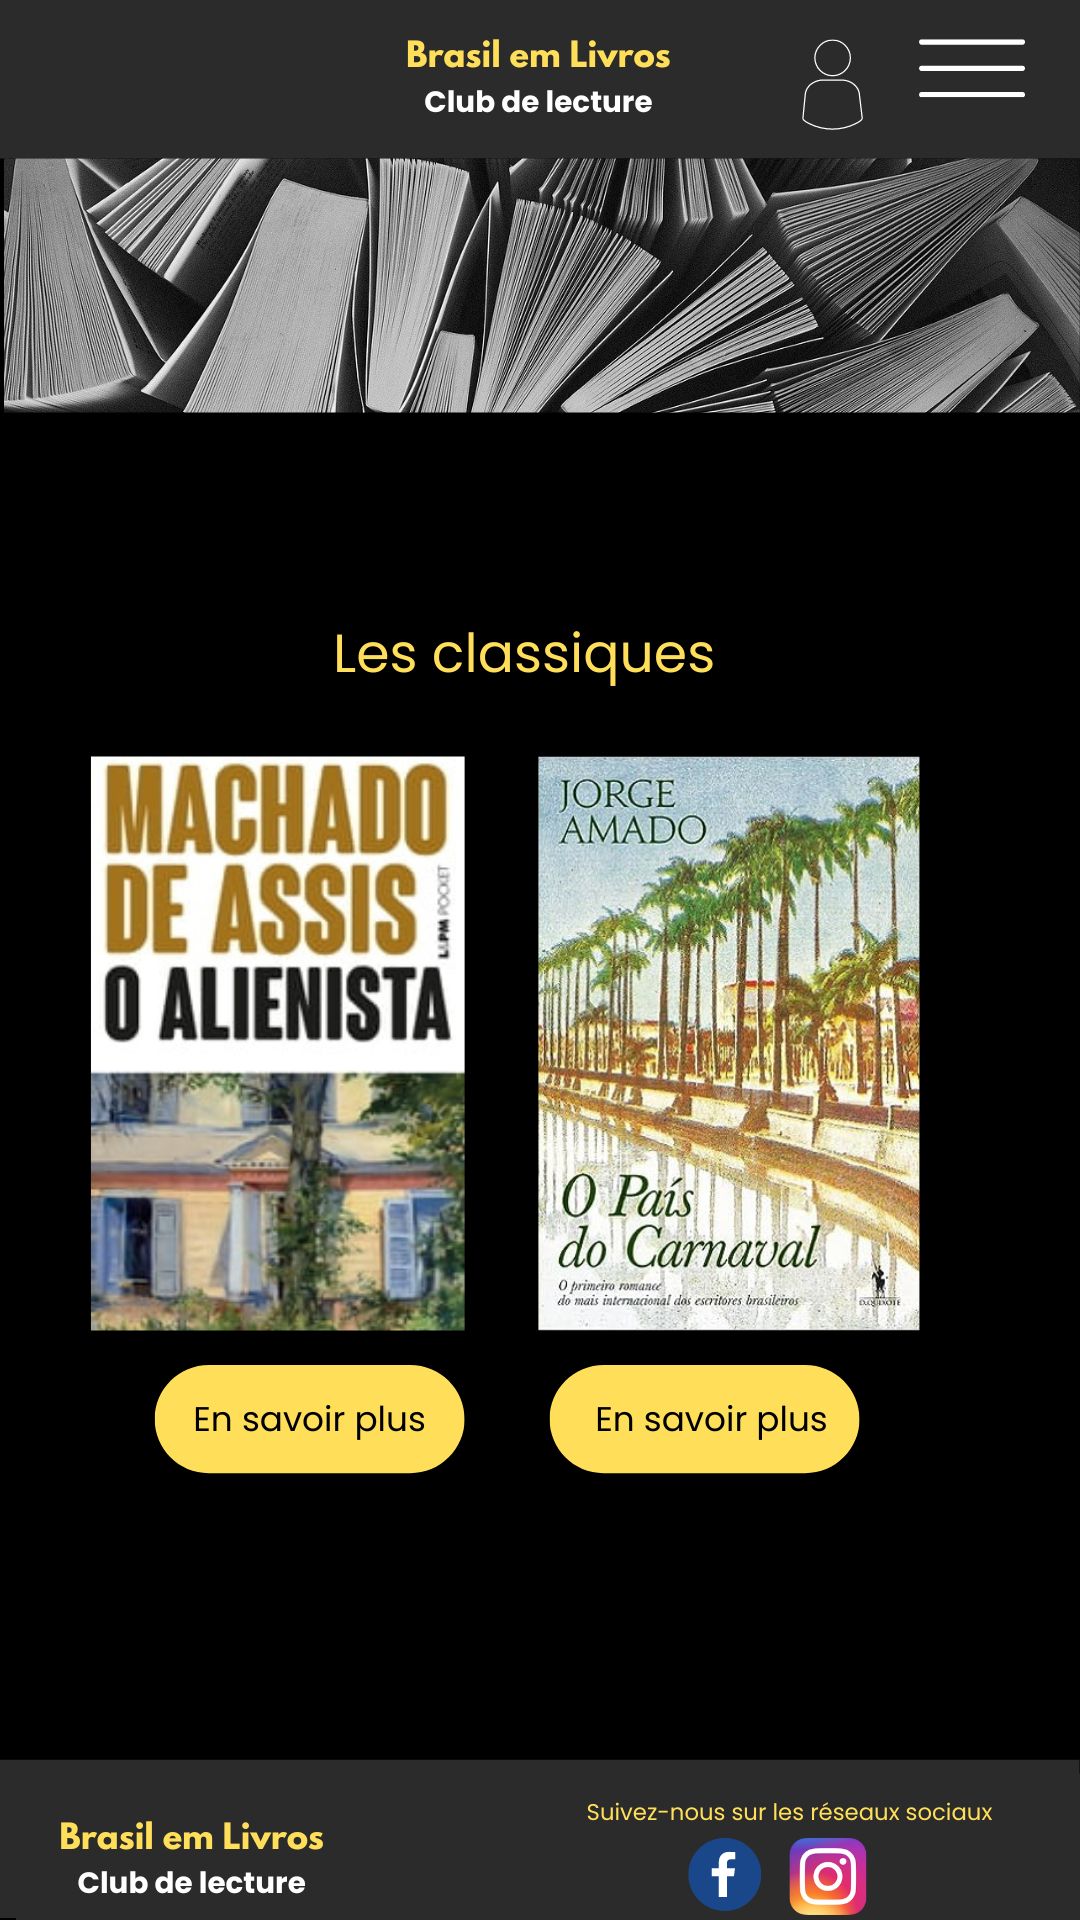 Brasil em Livros
Club de lecture
Les classiques
MACHADO
DE ASSIS
L&PM POCKET
O ALIENISTA
JORGE
AMADO
O País
do Carnaval
O primeiro romance
do mais internacional dos escritores brasileiros
D.QUIXOTE
En savoir plus
En savoir plus
Suivez-nous sur les réseaux sociaux
Brasil em Livros
Club de lecture